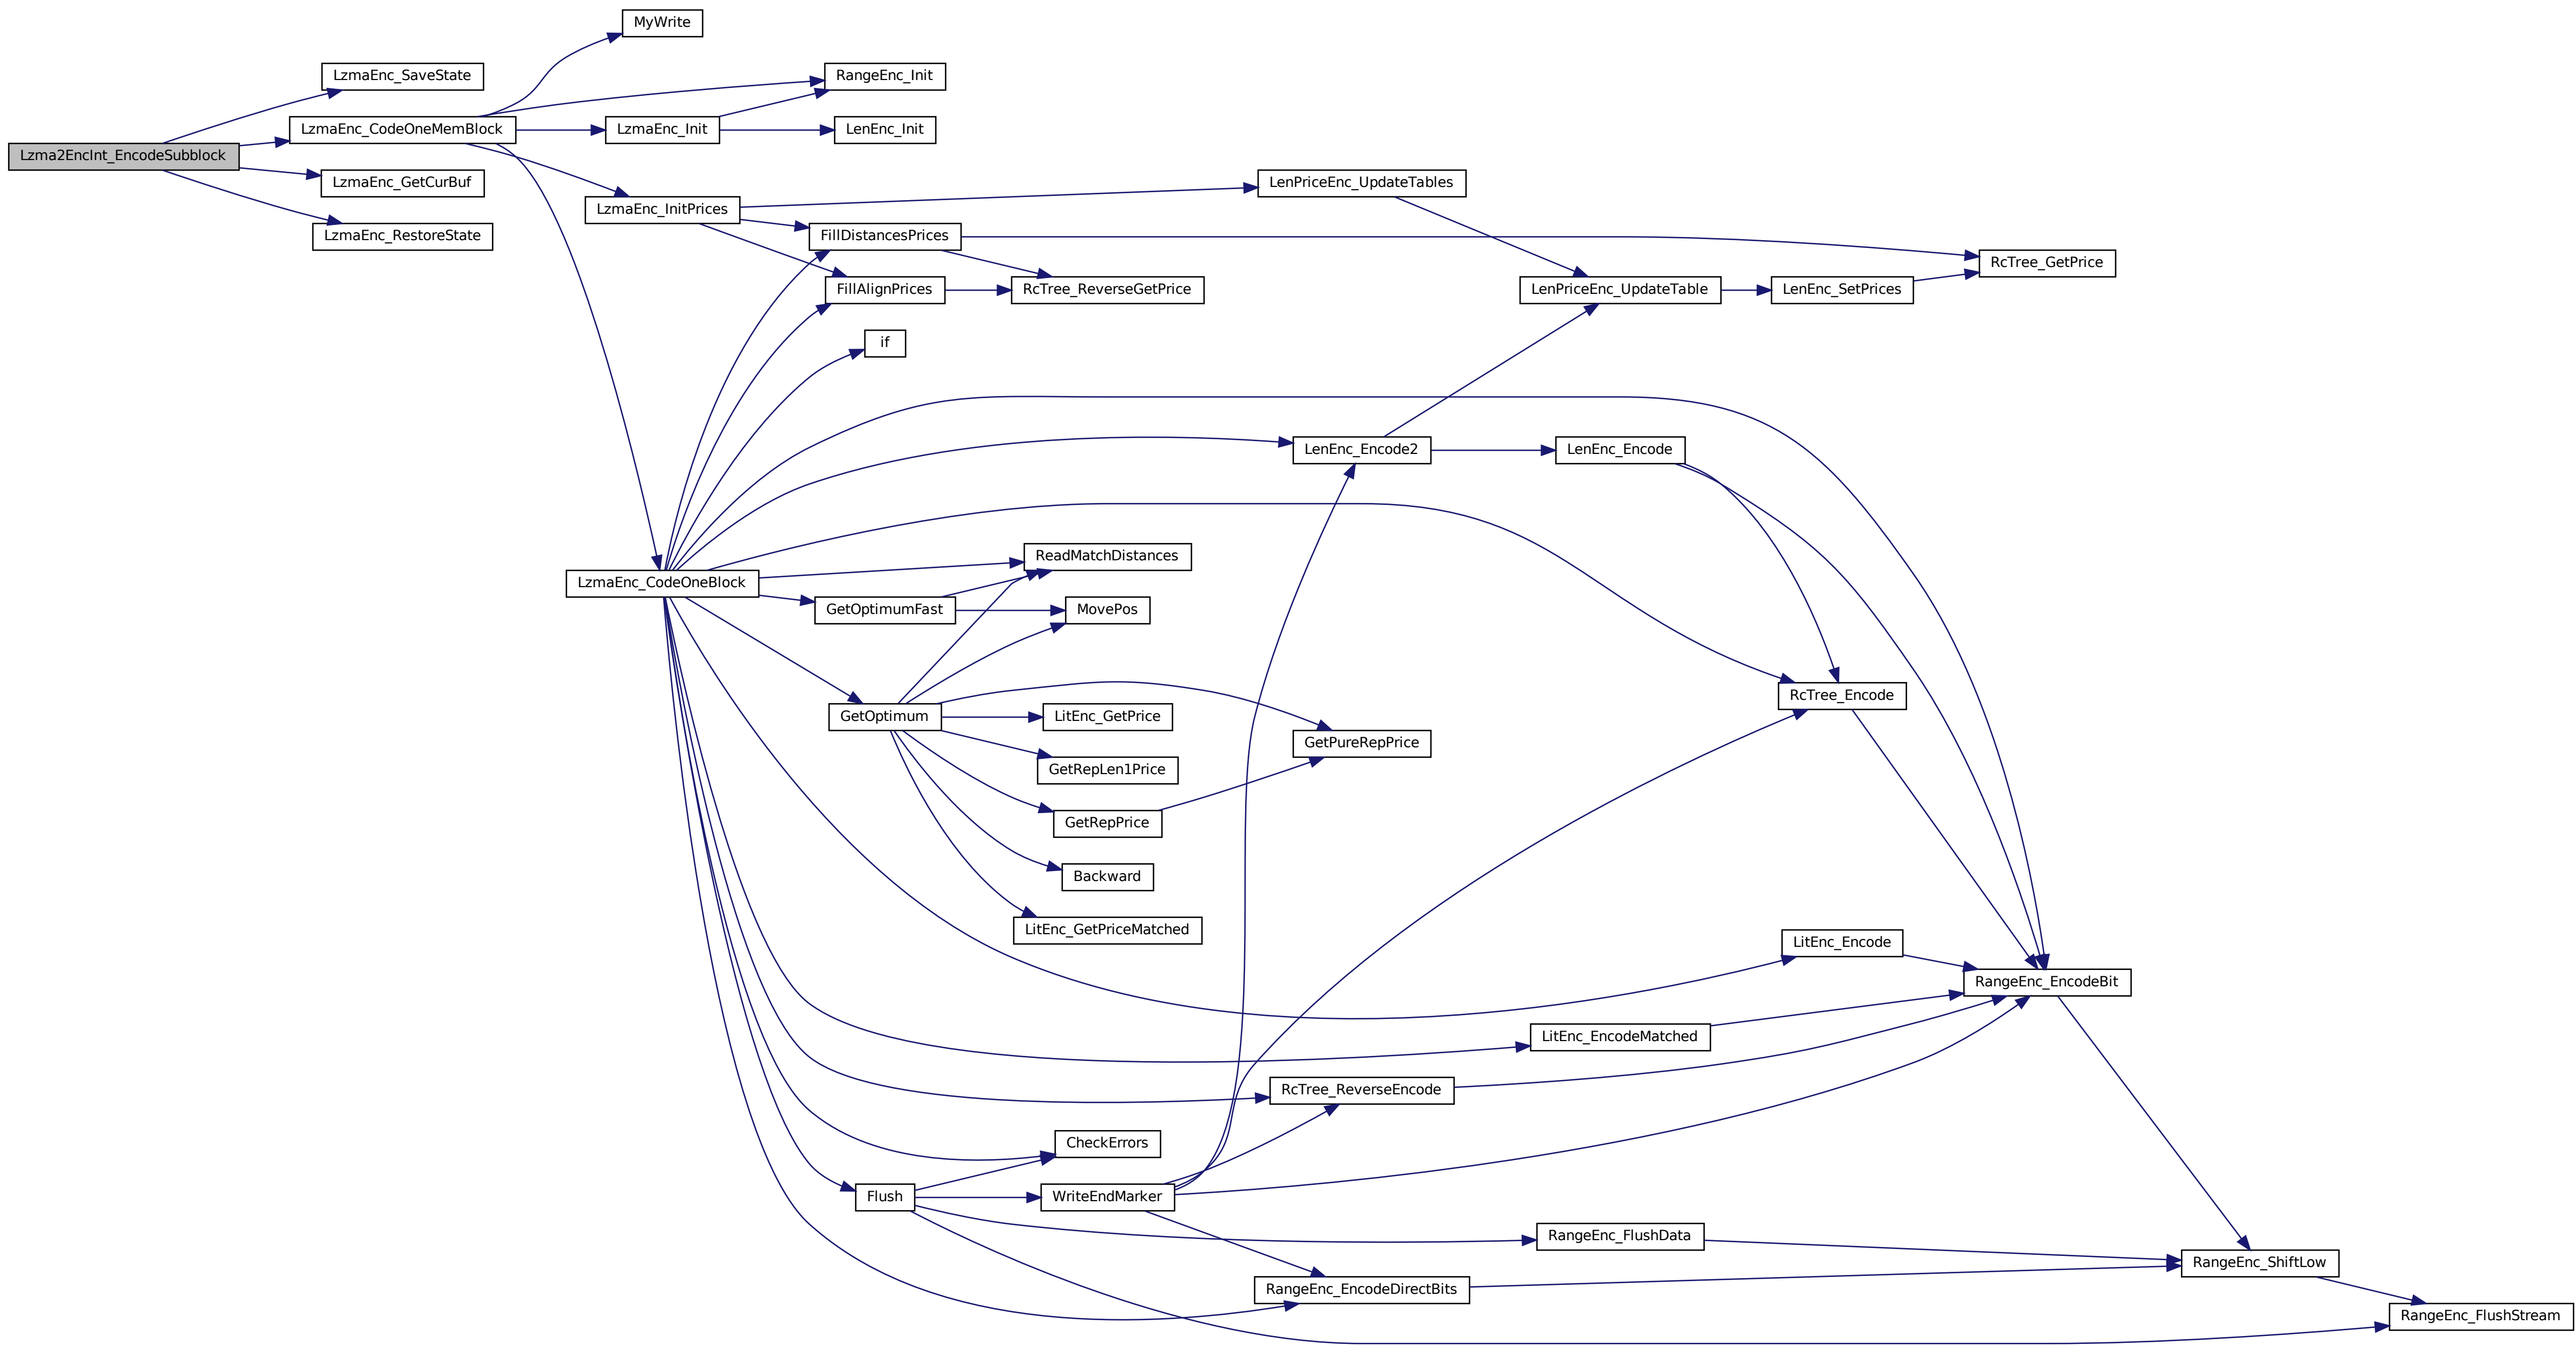 MyWrite
LzmaEnc_SaveState
RangeEnc_Init
LzmaEnc_CodeOneMemBlock
LzmaEnc_Init
LenEnc_Init
Lzma2EncInt_EncodeSubblock
LzmaEnc_GetCurBuf
LenPriceEnc_UpdateTables
LzmaEnc_InitPrices
LzmaEnc_RestoreState
FillDistancesPrices
RcTree_GetPrice
FillAlignPrices
RcTree_ReverseGetPrice
LenPriceEnc_UpdateTable
LenEnc_SetPrices
if
LenEnc_Encode2
LenEnc_Encode
ReadMatchDistances
LzmaEnc_CodeOneBlock
GetOptimumFast
MovePos
RcTree_Encode
GetOptimum
LitEnc_GetPrice
GetPureRepPrice
GetRepLen1Price
GetRepPrice
Backward
LitEnc_GetPriceMatched
LitEnc_Encode
RangeEnc_EncodeBit
LitEnc_EncodeMatched
RcTree_ReverseEncode
CheckErrors
Flush
WriteEndMarker
RangeEnc_FlushData
RangeEnc_ShiftLow
RangeEnc_EncodeDirectBits
RangeEnc_FlushStream